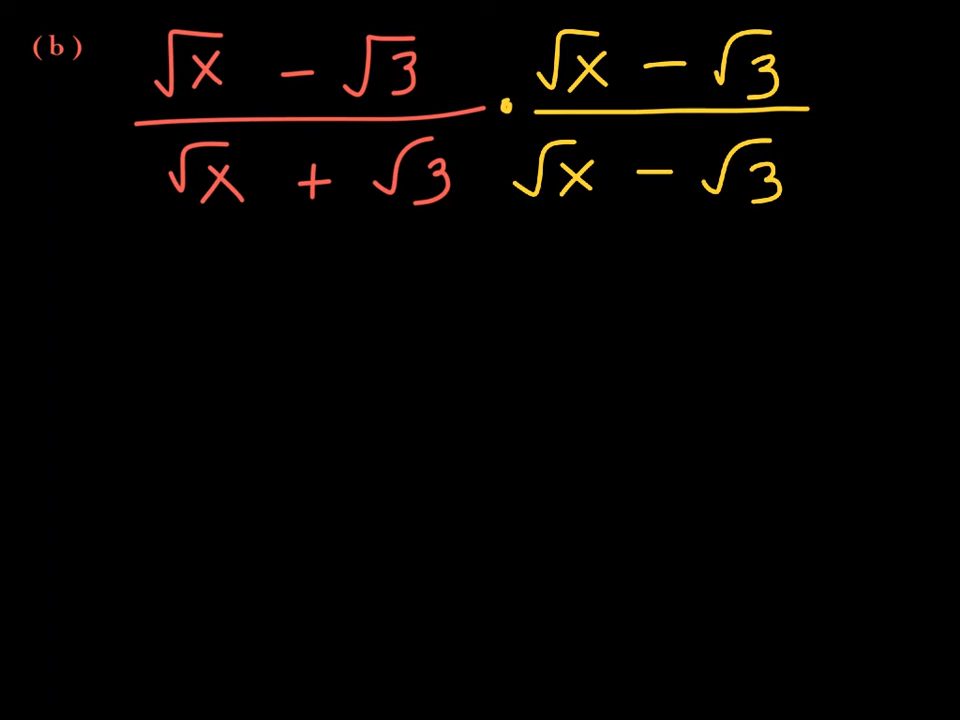 (b) (√x - √3)/(√x + √3) · (√x - √3)/(√x - √3)